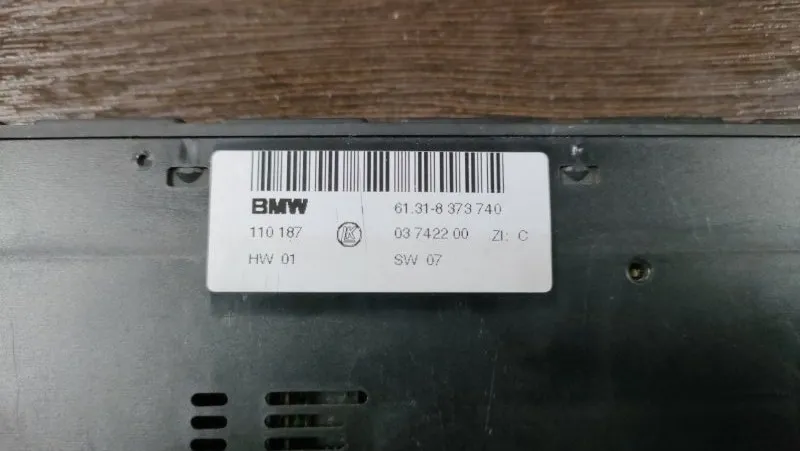 BMW 61.31-8 373 740
110 187 03 7422 00 ZI: C
HW 01 SW 07